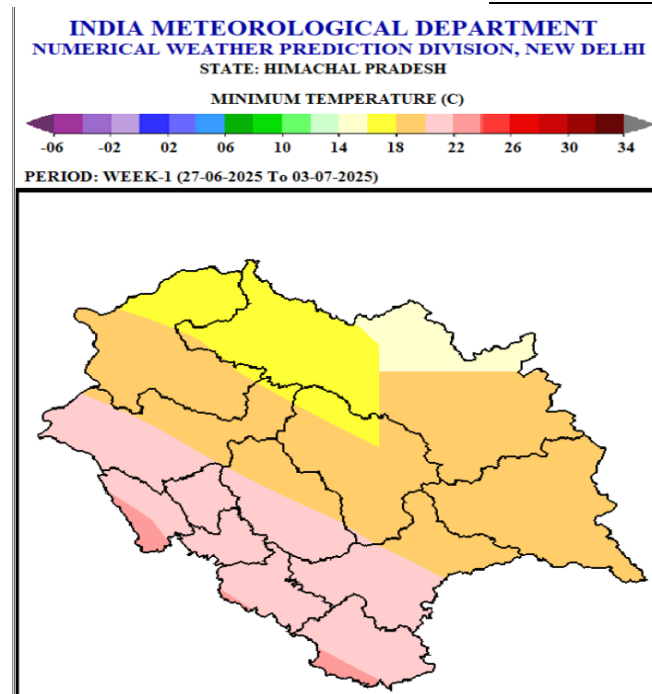 INDIA METEOROLOGICAL DEPARTMENT
NUMERICAL WEATHER PREDICTION DIVISION, NEW DELHI
STATE: HIMACHAL PRADESH
MINIMUM TEMPERATURE (C)
-06 -02 02 06 10 14 18 22 26 30 34
PERIOD: WEEK-1 (27-06-2025 To 03-07-2025)